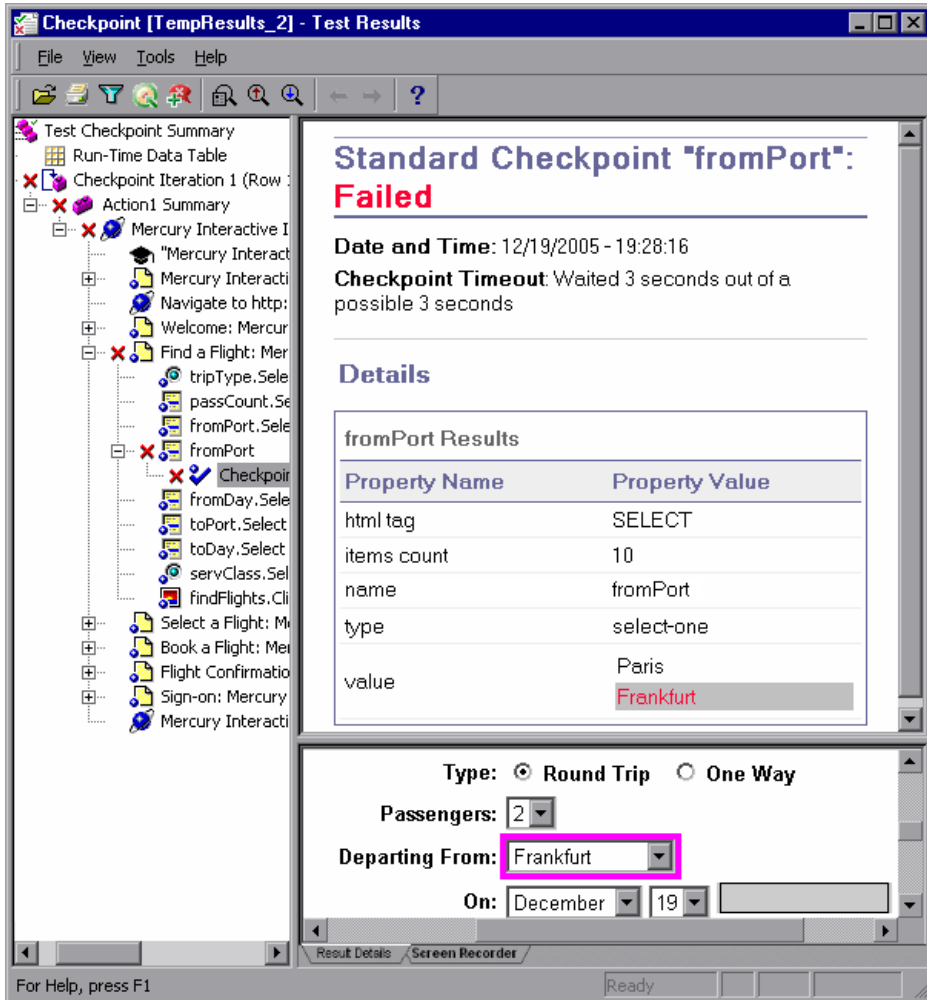 Checkpoint [TempResults_2] - Test Results
File View Tools Help
Test Checkpoint Summary
Run-Time Data Table
Checkpoint Iteration 1 (Row
Action1 Summary
Mercury Interactive I
"Mercury Interact
Mercury Interacti
Navigate to http:
Welcome: Mercur
Find a Flight: Mer
tripType.Sele
passCount.Se
fromPort.Sele
fromPort
Checkpoin
fromDay.Sele
toPort.Select
toDay.Select
servClass.Sel
findFlights.Cli
Select a Flight: M
Book a Flight: Mer
Flight Confirmatio
Sign-on: Mercury
Mercury Interacti
Standard Checkpoint "fromPort":
Failed
Date and Time: 12/19/2005 - 19:28:16
Checkpoint Timeout: Waited 3 seconds out of a
possible 3 seconds
Details
fromPort Results
Property Name Property Value
html tag SELECT
items count 10
name fromPort
type select-one
value Paris
Frankfurt
Type: Round Trip One Way
Passengers: 2
Departing From: Frankfurt
On: December 19
Result Details Screen Recorder
For Help, press F1
Ready